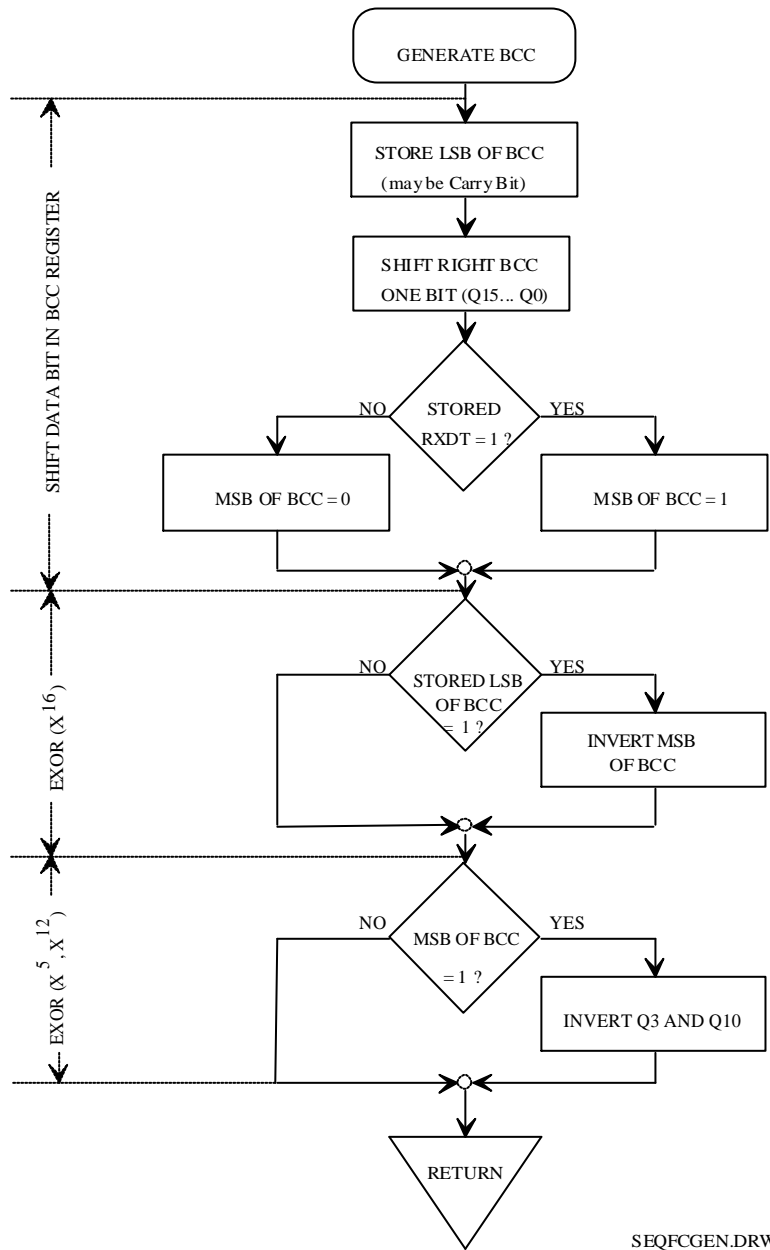 GENERATE BCC
STORE LSB OF BCC
(may be Carry Bit)
SHIFT RIGHT BCC
ONE BIT (Q15... Q0)
SHIFT DATA BIT IN BCC REGISTER
NO
STORED
RXDT = 1 ?
YES
MSB OF BCC = 0
MSB OF BCC = 1
EXOR (X 16)
NO
STORED LSB
OF BCC
= 1 ?
YES
INVERT MSB
OF BCC
EXOR (X 5 , X 12)
NO
MSB OF BCC
= 1 ?
YES
INVERT Q3 AND Q10
RETURN
SEQFCGEN.DRW